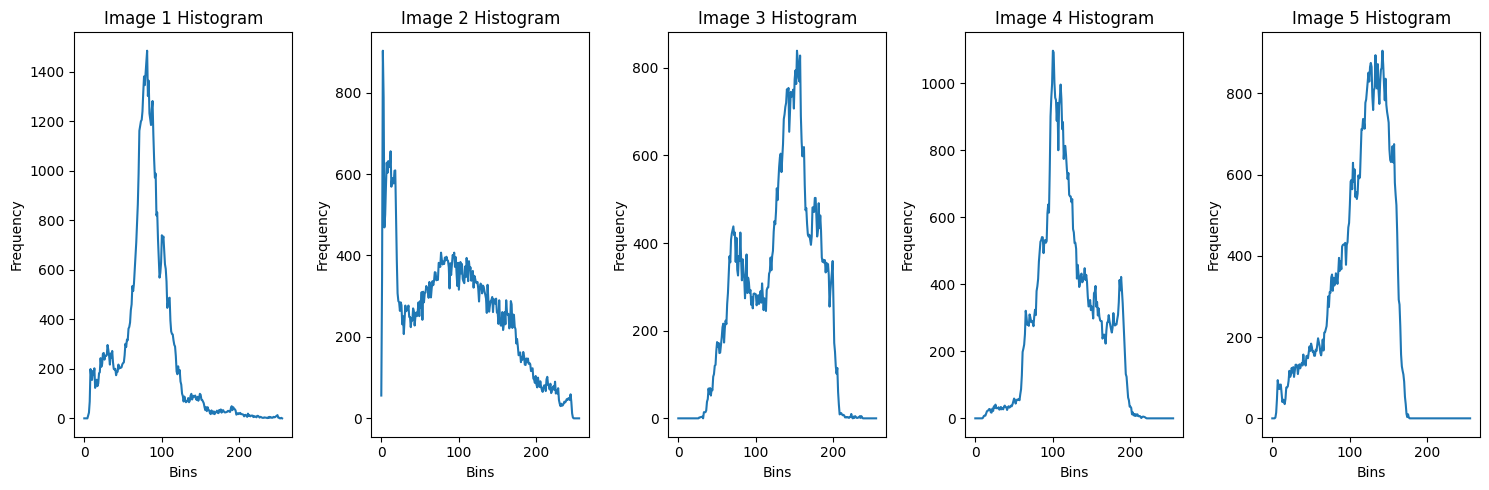 Image 1 Histogram
Frequency
1400
1200
1000
800
600
400
200
0
0 100 200
Bins
Image 2 Histogram
Frequency
800
600
400
200
0
0 100 200
Bins
Image 3 Histogram
Frequency
800
600
400
200
0
0 100 200
Bins
Image 4 Histogram
Frequency
1000
800
600
400
200
0
0 100 200
Bins
Image 5 Histogram
Frequency
800
600
400
200
0
0 100 200
Bins